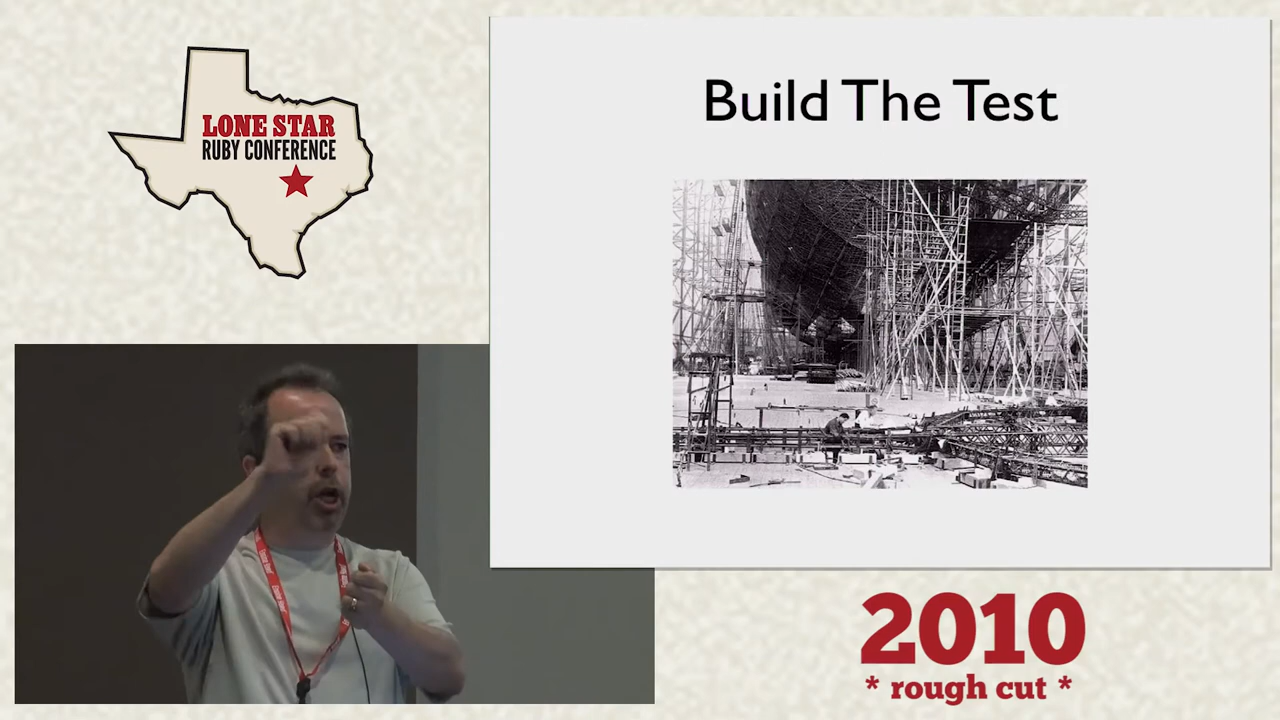 LONE STAR
RUBY CONFERENCE
Build The Test
2010
* rough cut *